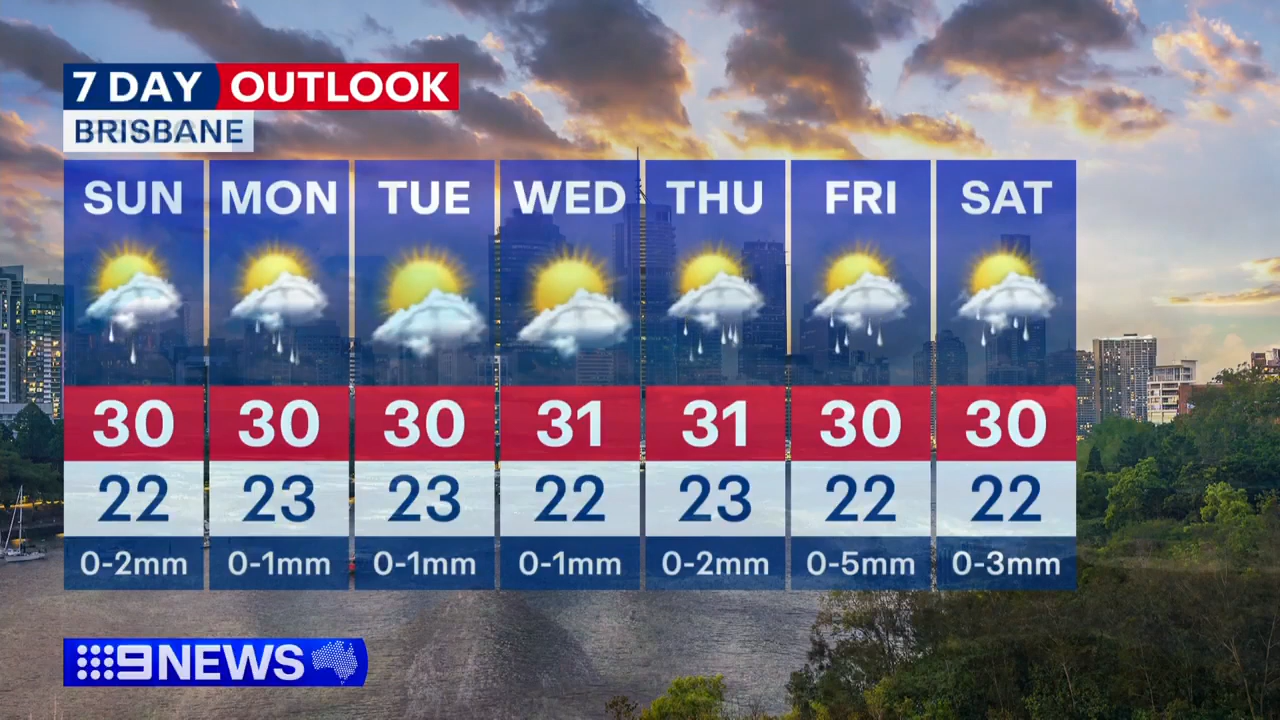 7 DAY OUTLOOK
BRISBANE
SUN MON TUE WED THU FRI SAT
30 30 30 31 31 30 30
22 23 23 22 23 22 22
0-2mm 0-1mm 0-1mm 0-1mm 0-2mm 0-5mm 0-3mm
9NEWS